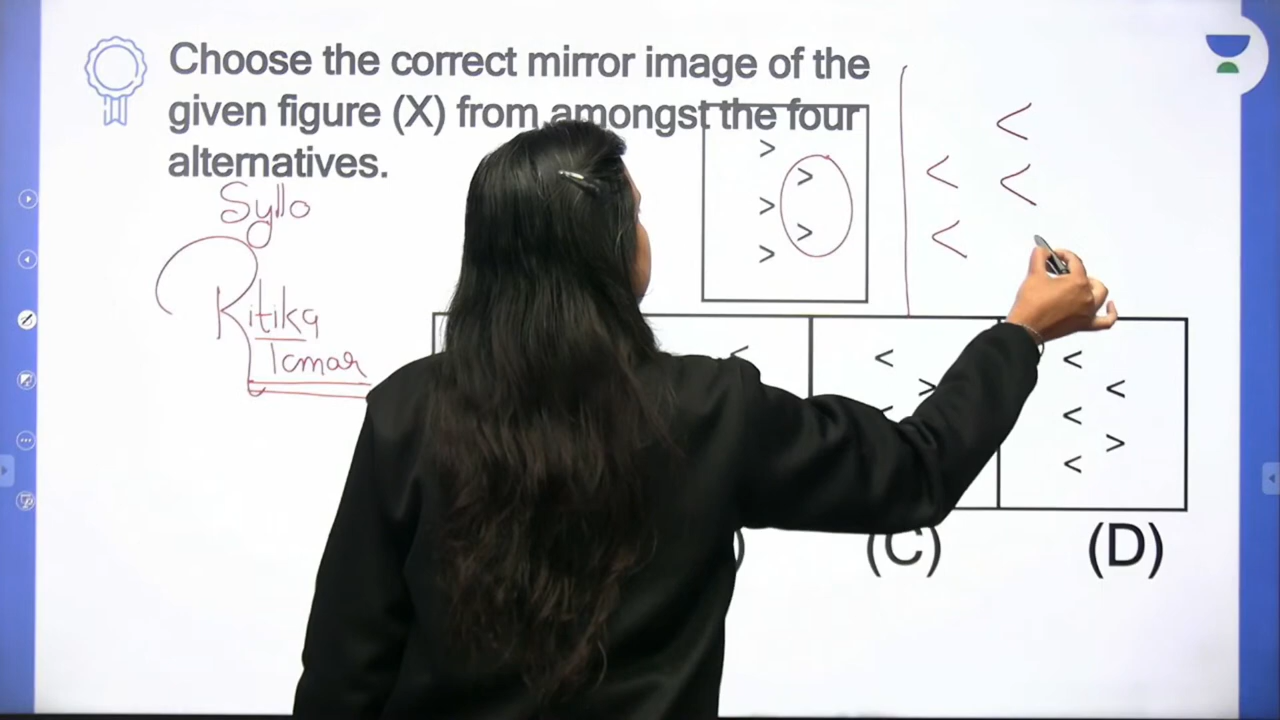 Choose the correct mirror image of the
given figure (X) from amongst the four
alternatives.
Syllo
Ritika
Tomar
>
>
>
>
>
<
<
<
<
<
<
>
<
<
<
>
<
(C)
(D)